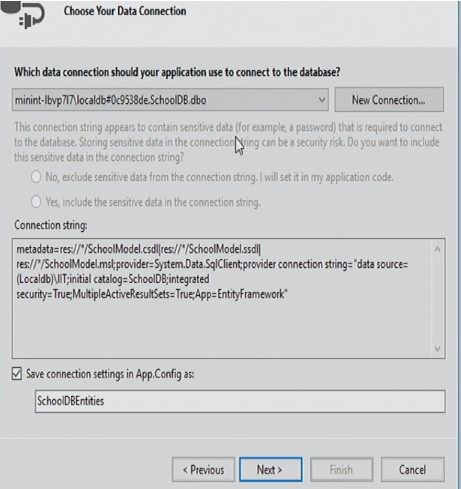 Choose Your Data Connection
Which data connection should your application use to connect to the database?
minint-lbvp7l7\localdb#0c9538de.SchoolDB.dbo
New Connection...
This connection string appears to contain sensitive data (for example, a password) that is required to connect
to the database. Storing sensitive data in the connection string can be a security risk. Do you want to include
this sensitive data in the connection string?
No, exclude sensitive data from the connection string. I will set it in my application code.
Yes, include the sensitive data in the connection string.
Connection string:
metadata=res://*/SchoolModel.csdl|res://*/SchoolModel.ssdl|
res://*/SchoolModel.msl;provider=System.Data.SqlClient;provider connection string="data source=
(Localdb)\IIT;initial catalog=SchoolDB;integrated
security=True;MultipleActiveResultSets=True;App=EntityFramework"
Save connection settings in App.Config as:
SchoolDBEntities
< Previous
Next >
Finish
Cancel